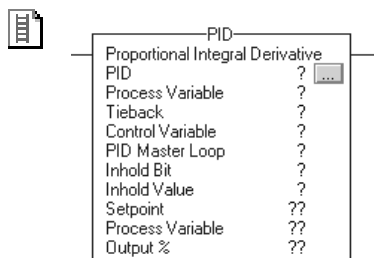 PID
Proportional Integral Derivative
PID ? ...
Process Variable ?
Tieback ?
Control Variable ?
PID Master Loop ?
Inhold Bit ?
Inhold Value ?
Setpoint ??
Process Variable ??
Output % ??